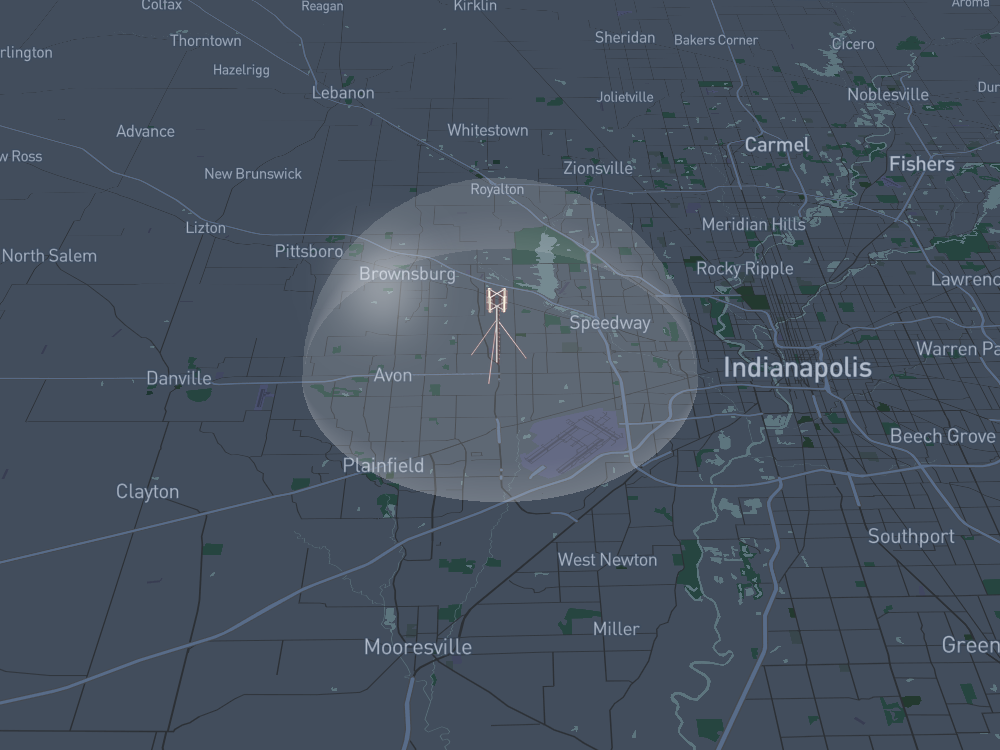 Colfax
Reagan
Kirklin
Aroma
Thorntown
Sheridan
Bakers Corner
Cicero
rlington
Hazelrigg
Lebanon
Jolietville
Noblesville
Dur
Advance
Whitestown
Carmel
w Ross
New Brunswick
Zionsville
Fishers
Royalton
Lizton
Meridian Hills
Pittsboro
North Salem
Brownsburg
Rocky Ripple
Lawrenc
Speedway
Warren Pa
Danville
Avon
Indianapolis
Beech Grove
Plainfield
Clayton
Southport
West Newton
Miller
Mooresville
Green